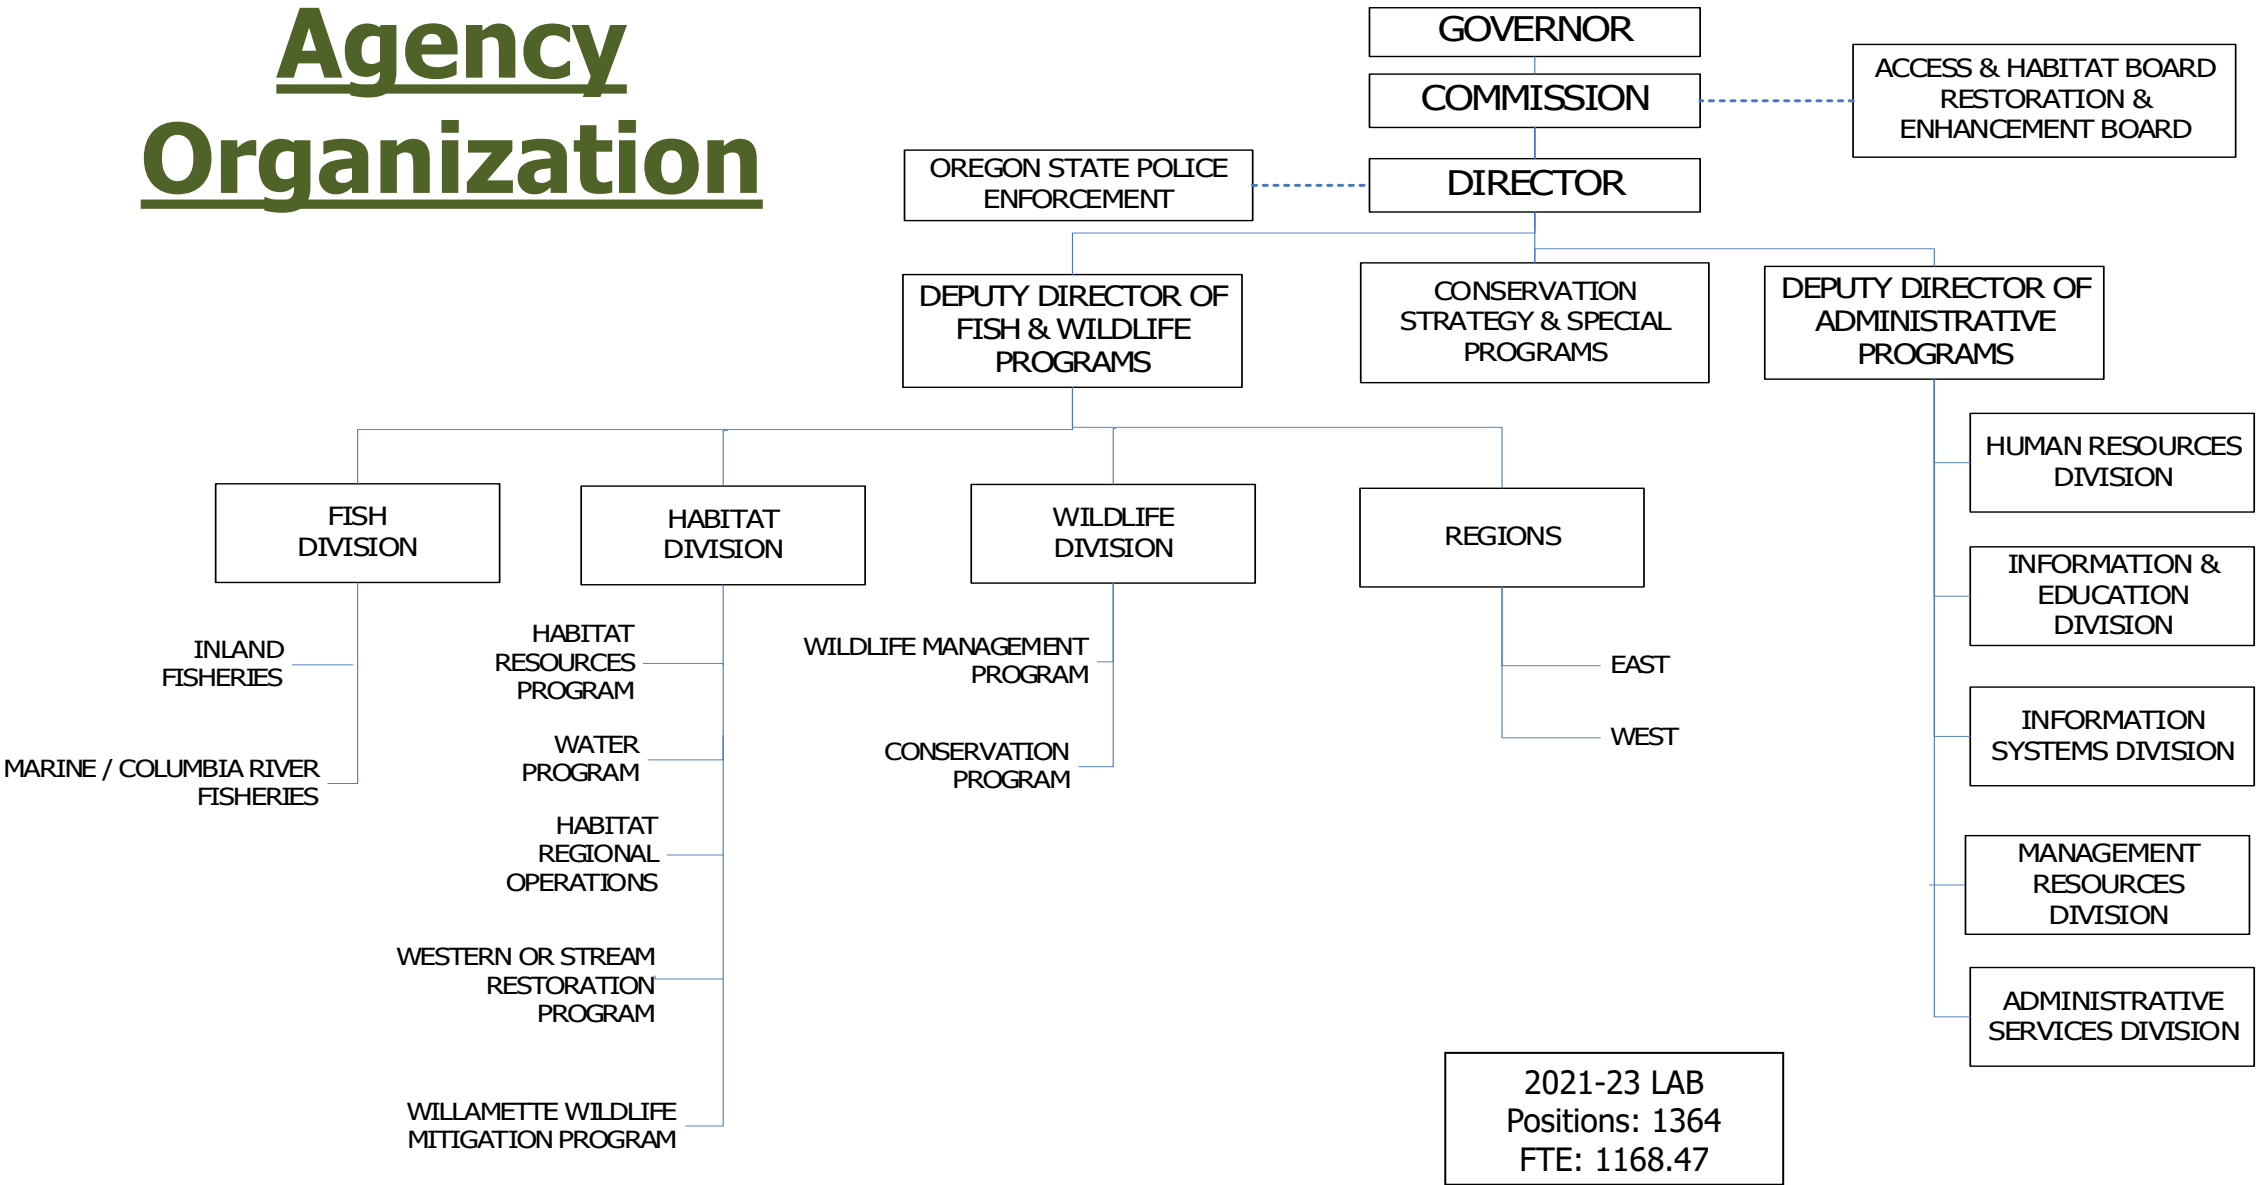 Agency
Organization
GOVERNOR
COMMISSION
ACCESS & HABITAT BOARD
RESTORATION &
ENHANCEMENT BOARD
OREGON STATE POLICE
ENFORCEMENT
DIRECTOR
DEPUTY DIRECTOR OF
FISH & WILDLIFE
PROGRAMS
CONSERVATION
STRATEGY & SPECIAL
PROGRAMS
DEPUTY DIRECTOR OF
ADMINISTRATIVE
PROGRAMS
FISH
DIVISION
HABITAT
DIVISION
WILDLIFE
DIVISION
REGIONS
INLAND
FISHERIES
MARINE / COLUMBIA RIVER
FISHERIES
HABITAT
RESOURCES
PROGRAM
WATER
PROGRAM
HABITAT
REGIONAL
OPERATIONS
WESTERN OR STREAM
RESTORATION
PROGRAM
WILLAMETTE WILDLIFE
MITIGATION PROGRAM
WILDLIFE MANAGEMENT
PROGRAM
CONSERVATION
PROGRAM
EAST
WEST
HUMAN RESOURCES
DIVISION
INFORMATION &
EDUCATION
DIVISION
INFORMATION
SYSTEMS DIVISION
MANAGEMENT
RESOURCES
DIVISION
ADMINISTRATIVE
SERVICES DIVISION
2021-23 LAB
Positions: 1364
FTE: 1168.47